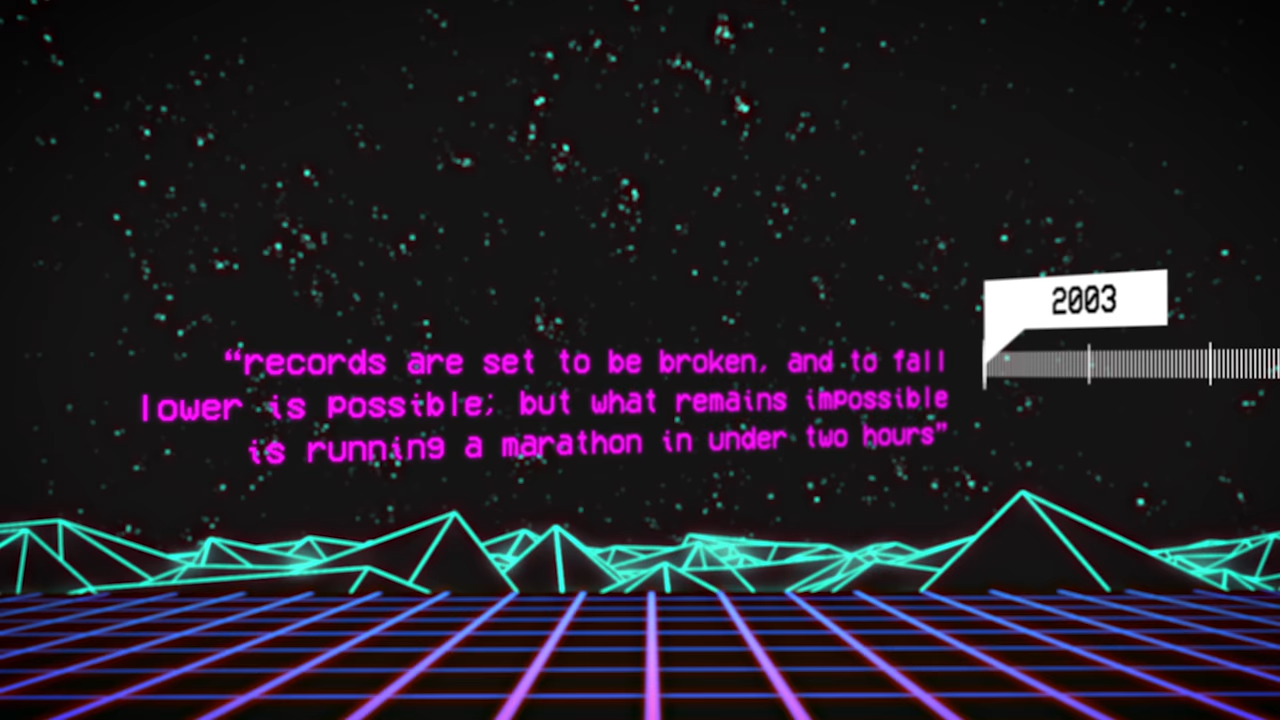 2003
“records are set to be broken, and to fall
lower is possible; but what remains impossible
is running a marathon in under two hours”